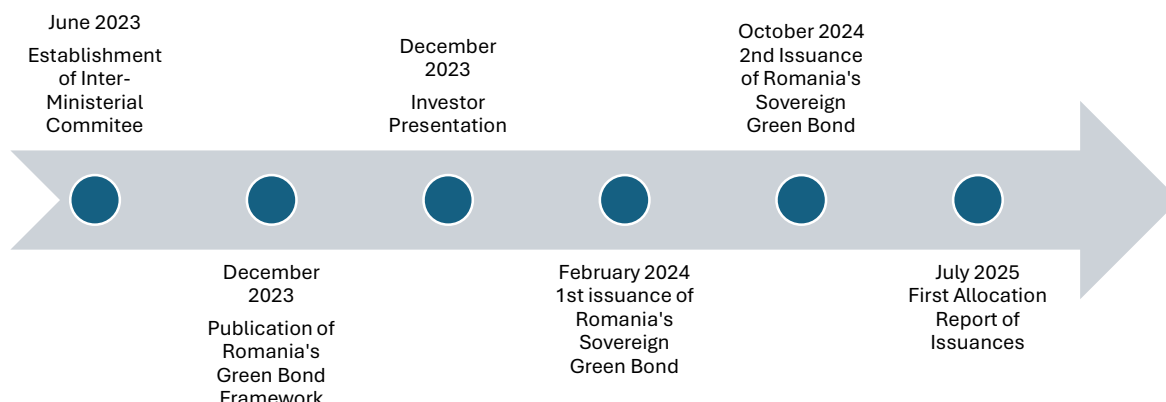 June 2023
Establishment
of Inter-
Ministerial
Commitee
December
2023
Publication of
Romania's
Green Bond
Framework
December
2023
Investor
Presentation
February 2024
1st issuance of
Romania's
Sovereign
Green Bond
October 2024
2nd Issuance
of Romania's
Sovereign
Green Bond
July 2025
First Allocation
Report of
Issuances